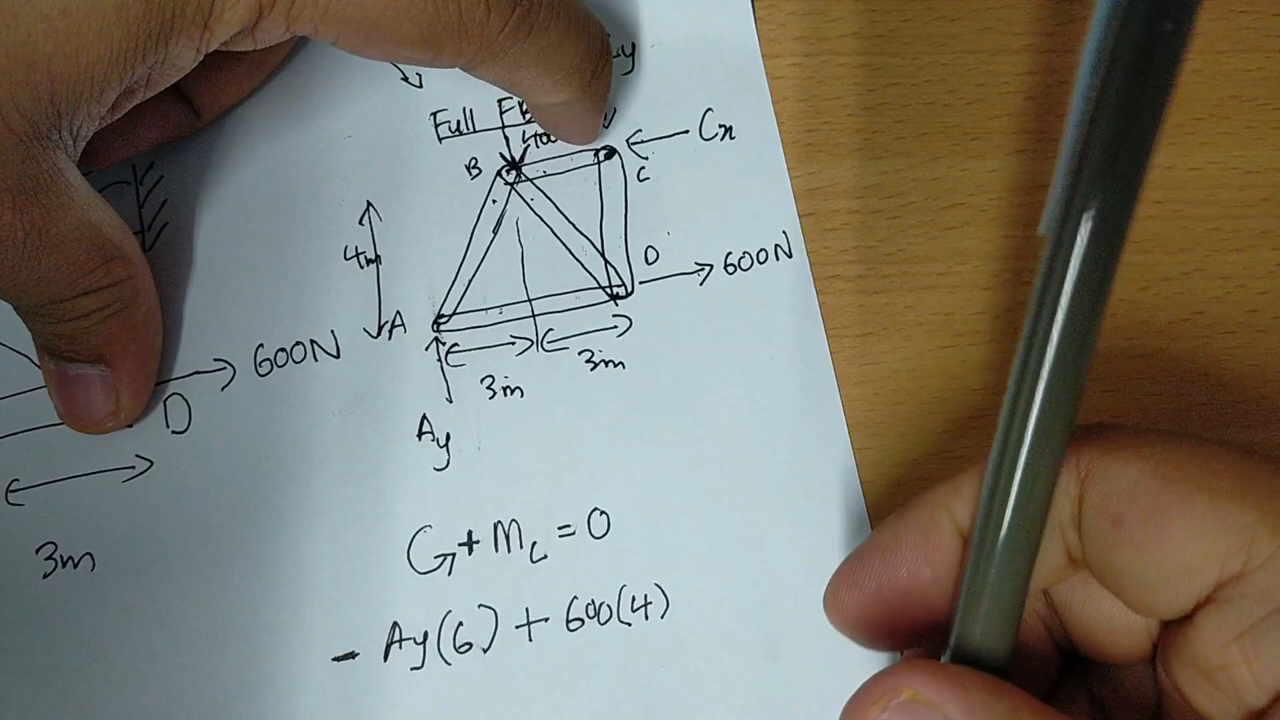 Full
B
C
Cx
4m
A
D
600N
3m
3m
Ay
600N
D
3m
+ Mc = 0
- Ay(6) + 600(4)